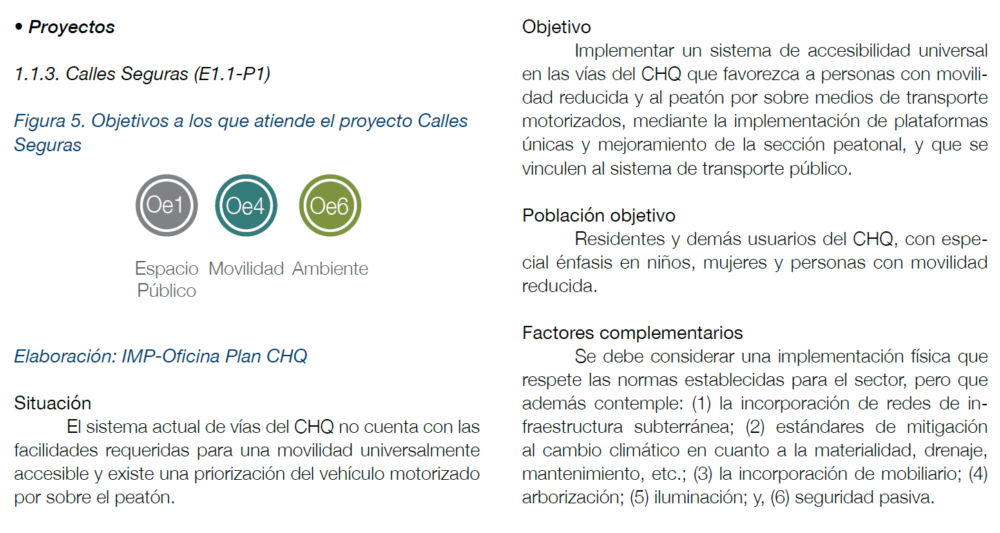 • Proyectos
1.1.3. Calles Seguras (E1.1-P1)
Figura 5. Objetivos a los que atiende el proyecto Calles
Seguras
Oe1 Oe4 Oe6
Espacio Movilidad Ambiente
Público
Elaboración: IMP-Oficina Plan CHQ
Situación
El sistema actual de vías del CHQ no cuenta con las
facilidades requeridas para una movilidad universalmente
accesible y existe una priorización del vehículo motorizado
por sobre el peatón.
Objetivo
Implementar un sistema de accesibilidad universal
en las vías del CHQ que favorezca a personas con movili-
dad reducida y al peatón por sobre medios de transporte
motorizados, mediante la implementación de plataformas
únicas y mejoramiento de la sección peatonal, y que se
vinculen al sistema de transporte público.
Población objetivo
Residentes y demás usuarios del CHQ, con espe-
cial énfasis en niños, mujeres y personas con movilidad
reducida.
Factores complementarios
Se debe considerar una implementación física que
respete las normas establecidas para el sector, pero que
además contemple: (1) la incorporación de redes de in-
fraestructura subterránea; (2) estándares de mitigación
al cambio climático en cuanto a la materialidad, drenaje,
mantenimiento, etc.; (3) la incorporación de mobiliario; (4)
arborización; (5) iluminación; y, (6) seguridad pasiva.